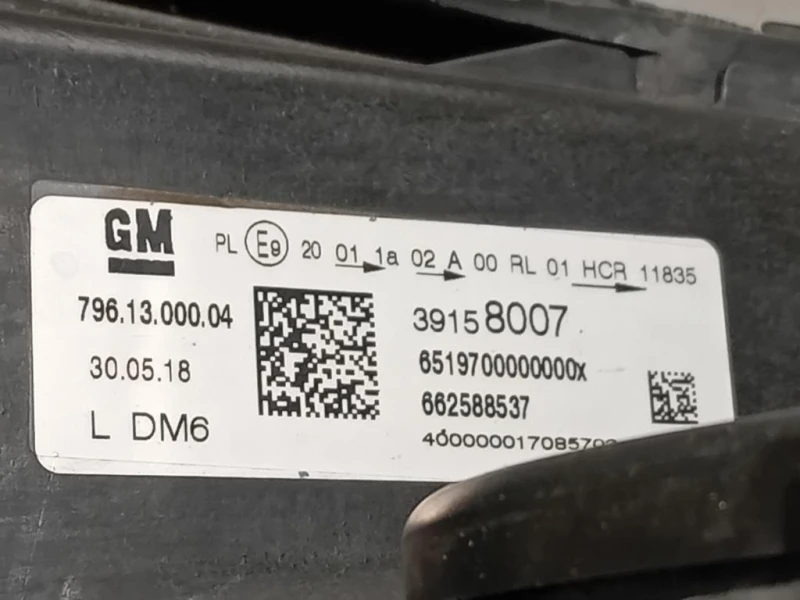 GM
PL E9 20 01 1a 02 A 00 RL 01 HCR 11835
796.13.000.04
39158007
30.05.18
6519700000000x
662588537
L DM6